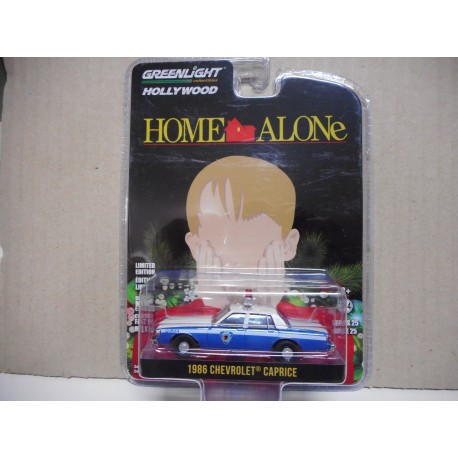 GREENLIGHT
HOLLYWOOD
HOME ALONe
LIMITED
EDITION
1986 CHEVROLET® CAPRICE